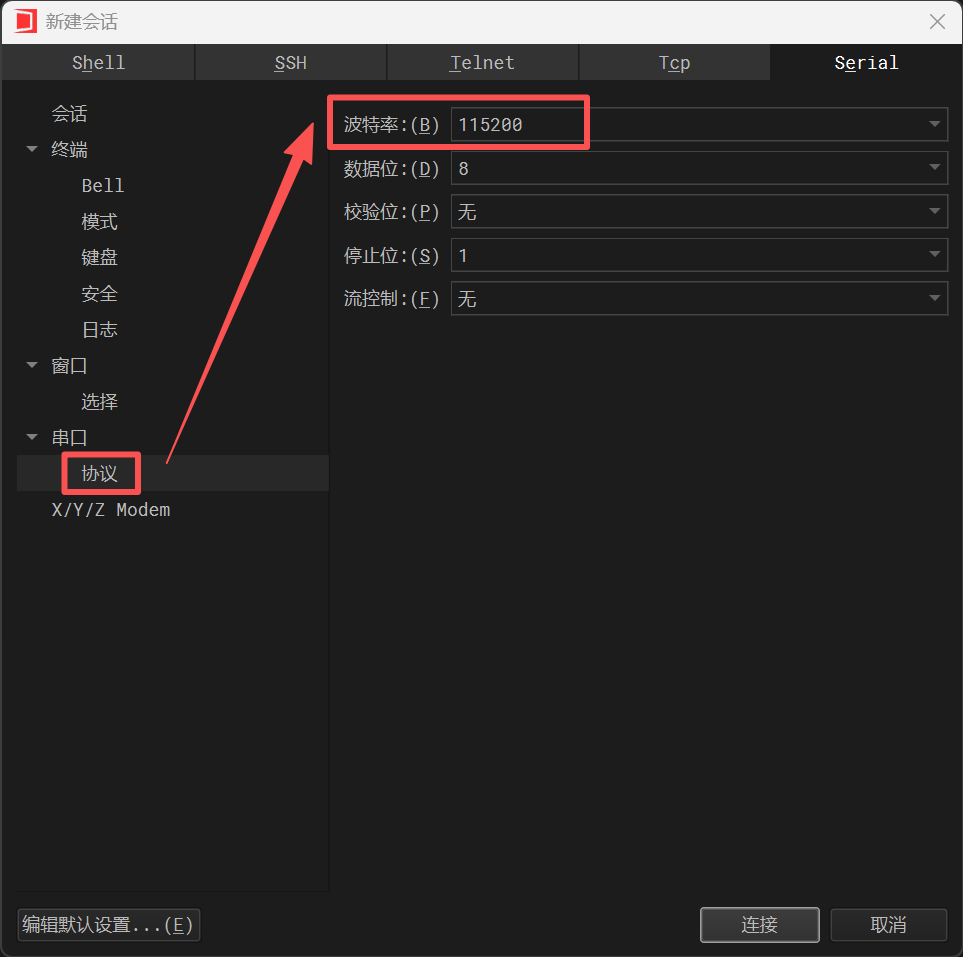 新建会话
Shell SSH Telnet Tcp Serial
会话
终端
Bell
模式
键盘
安全
日志
窗口
选择
串口
协议
X/Y/Z Modem
波特率:(B) 115200
数据位:(D) 8
校验位:(P) 无
停止位:(S) 1
流控制:(F) 无
编辑默认设置...(E) 连接 取消